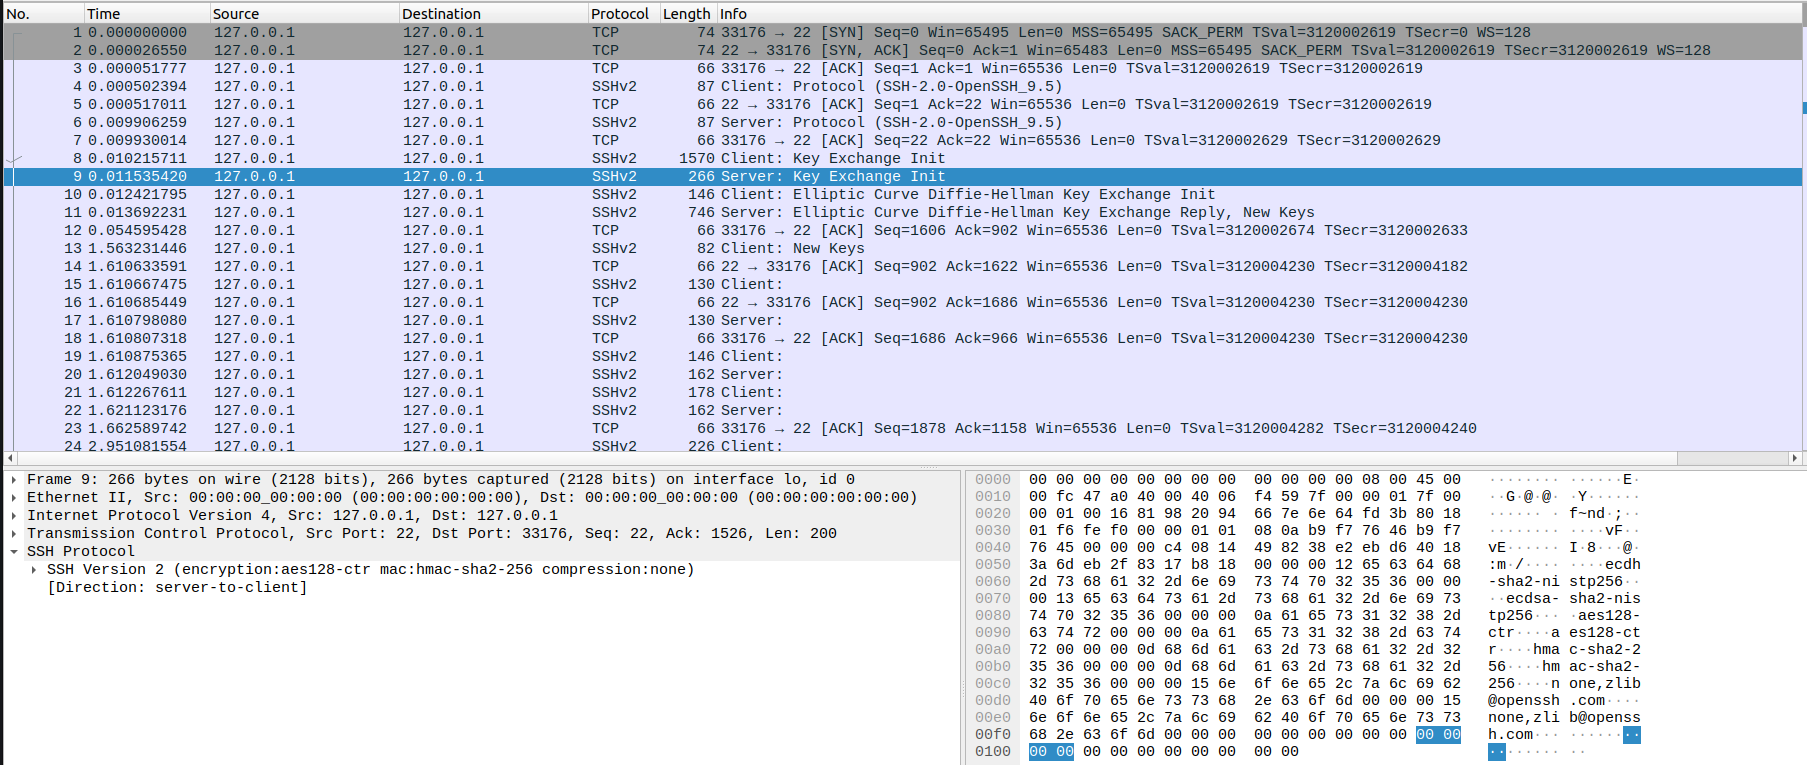 No. Time Source Destination Protocol Length Info
1 0.000000000 127.0.0.1 127.0.0.1 TCP 74 33176 → 22 [SYN] Seq=0 Win=65495 Len=0 MSS=65495 SACK_PERM TSval=3120002619 TSecr=0 WS=128
2 0.000026550 127.0.0.1 127.0.0.1 TCP 74 22 → 33176 [SYN, ACK] Seq=0 Ack=1 Win=65483 Len=0 MSS=65495 SACK_PERM TSval=3120002619 TSecr=3120002619 WS=128
3 0.000051777 127.0.0.1 127.0.0.1 TCP 66 33176 → 22 [ACK] Seq=1 Ack=1 Win=65536 Len=0 TSval=3120002619 TSecr=3120002619
4 0.000502394 127.0.0.1 127.0.0.1 SSHv2 87 Client: Protocol (SSH-2.0-OpenSSH_9.5)
5 0.000517011 127.0.0.1 127.0.0.1 TCP 66 22 → 33176 [ACK] Seq=1 Ack=22 Win=65536 Len=0 TSval=3120002619 TSecr=3120002619
6 0.009906259 127.0.0.1 127.0.0.1 SSHv2 87 Server: Protocol (SSH-2.0-OpenSSH_9.5)
7 0.009930014 127.0.0.1 127.0.0.1 TCP 66 33176 → 22 [ACK] Seq=22 Ack=22 Win=65536 Len=0 TSval=3120002629 TSecr=3120002629
8 0.010215711 127.0.0.1 127.0.0.1 SSHv2 1570 Client: Key Exchange Init
9 0.011535420 127.0.0.1 127.0.0.1 SSHv2 266 Server: Key Exchange Init
10 0.012421795 127.0.0.1 127.0.0.1 SSHv2 146 Client: Elliptic Curve Diffie-Hellman Key Exchange Init
11 0.013692231 127.0.0.1 127.0.0.1 SSHv2 746 Server: Elliptic Curve Diffie-Hellman Key Exchange Reply, New Keys
12 0.054595428 127.0.0.1 127.0.0.1 TCP 66 33176 → 22 [ACK] Seq=1606 Ack=902 Win=65536 Len=0 TSval=3120002674 TSecr=3120002633
13 1.563231446 127.0.0.1 127.0.0.1 SSHv2 82 Client: New Keys
14 1.610633591 127.0.0.1 127.0.0.1 TCP 66 22 → 33176 [ACK] Seq=902 Ack=1622 Win=65536 Len=0 TSval=3120004230 TSecr=3120004182
15 1.610667475 127.0.0.1 127.0.0.1 SSHv2 130 Client:
16 1.610685449 127.0.0.1 127.0.0.1 TCP 66 22 → 33176 [ACK] Seq=902 Ack=1686 Win=65536 Len=0 TSval=3120004230 TSecr=3120004230
17 1.610798080 127.0.0.1 127.0.0.1 SSHv2 130 Server:
18 1.610807318 127.0.0.1 127.0.0.1 TCP 66 33176 → 22 [ACK] Seq=1686 Ack=966 Win=65536 Len=0 TSval=3120004230 TSecr=3120004230
19 1.610875365 127.0.0.1 127.0.0.1 SSHv2 146 Client:
20 1.612049030 127.0.0.1 127.0.0.1 SSHv2 162 Server:
21 1.612267611 127.0.0.1 127.0.0.1 SSHv2 178 Client:
22 1.621123176 127.0.0.1 127.0.0.1 SSHv2 162 Server:
23 1.662589742 127.0.0.1 127.0.0.1 TCP 66 33176 → 22 [ACK] Seq=1878 Ack=1158 Win=65536 Len=0 TSval=3120004282 TSecr=3120004240
24 2.951081554 127.0.0.1 127.0.0.1 SSHv2 226 Client:
Frame 9: 266 bytes on wire (2128 bits), 266 bytes captured (2128 bits) on interface lo, id 0
Ethernet II, Src: 00:00:00_00:00:00 (00:00:00:00:00:00), Dst: 00:00:00_00:00:00 (00:00:00:00:00:00)
Internet Protocol Version 4, Src: 127.0.0.1, Dst: 127.0.0.1
Transmission Control Protocol, Src Port: 22, Dst Port: 33176, Seq: 22, Ack: 1526, Len: 200
SSH Protocol
SSH Version 2 (encryption:aes128-ctr mac:hmac-sha2-256 compression:none)
[Direction: server-to-client]
0000 00 00 00 00 00 00 00 00 00 00 00 00 08 00 45 00 ········ ······E·
0010 00 fc 47 a0 40 00 40 06 f4 59 7f 00 00 01 7f 00 ··G·@·@· ·Y······
0020 00 01 00 16 81 98 20 94 66 7e 6e 64 fd 3b 80 18 ······ · f~nd·;··
0030 01 f6 fe f0 00 00 01 01 08 0a b9 f7 76 46 b9 f7 ········ ····vF··
0040 76 45 00 00 00 c4 08 14 49 82 38 e2 eb d6 40 18 vE······ I·8···@·
0050 3a 6d eb 2f 83 17 b8 18 00 00 00 12 65 63 64 68 :m·/···· ····ecdh
0060 2d 73 68 61 32 2d 6e 69 73 74 70 32 35 36 00 00 -sha2-ni stp256··
0070 00 13 65 63 64 73 61 2d 73 68 61 32 2d 6e 69 73 ··ecdsa- sha2-nis
0080 74 70 32 35 36 00 00 00 0a 61 65 73 31 32 38 2d tp256··· ·aes128-
0090 63 74 72 00 00 00 0a 61 65 73 31 32 38 2d 63 74 ctr····a es128-ct
00a0 72 00 00 00 0d 68 6d 61 63 2d 73 68 61 32 2d 32 r····hma c-sha2-2
00b0 35 36 00 00 00 0d 68 6d 61 63 2d 73 68 61 32 2d 56····hm ac-sha2-
00c0 32 35 36 00 00 00 15 6e 6f 6e 65 2c 7a 6c 69 62 256····n one,zlib
00d0 40 6f 70 65 6e 73 73 68 2e 63 6f 6d 00 00 00 15 @openssh .com····
00e0 6e 6f 6e 65 2c 7a 6c 69 62 40 6f 70 65 6e 73 73 none,zli b@openss
00f0 68 2e 63 6f 6d 00 00 00 00 00 00 00 00 00 00 00 h.com··· ········
0100 00 00 00 00 00 00 00 00 00 00 ········ ··